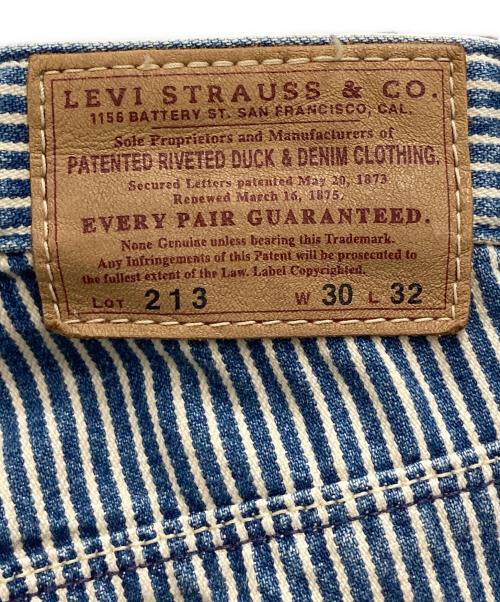 LEVI STRAUSS & CO.
1155 BATTERY ST. SAN FRANCISCO, CAL.
Sole Proprietors and Manufacturers of
PATENTED RIVETED DUCK & DENIM CLOTHING.
Secured Letters patented May 20, 1873
Renewed March 16, 1875.
EVERY PAIR GUARANTEED.
None Genuine unless bearing this Trademark.
Any Infringements of this Patent will be prosecuted to
the fullest extent of the Law. Label Copyrighted.
LOT 213 W 30 L 32